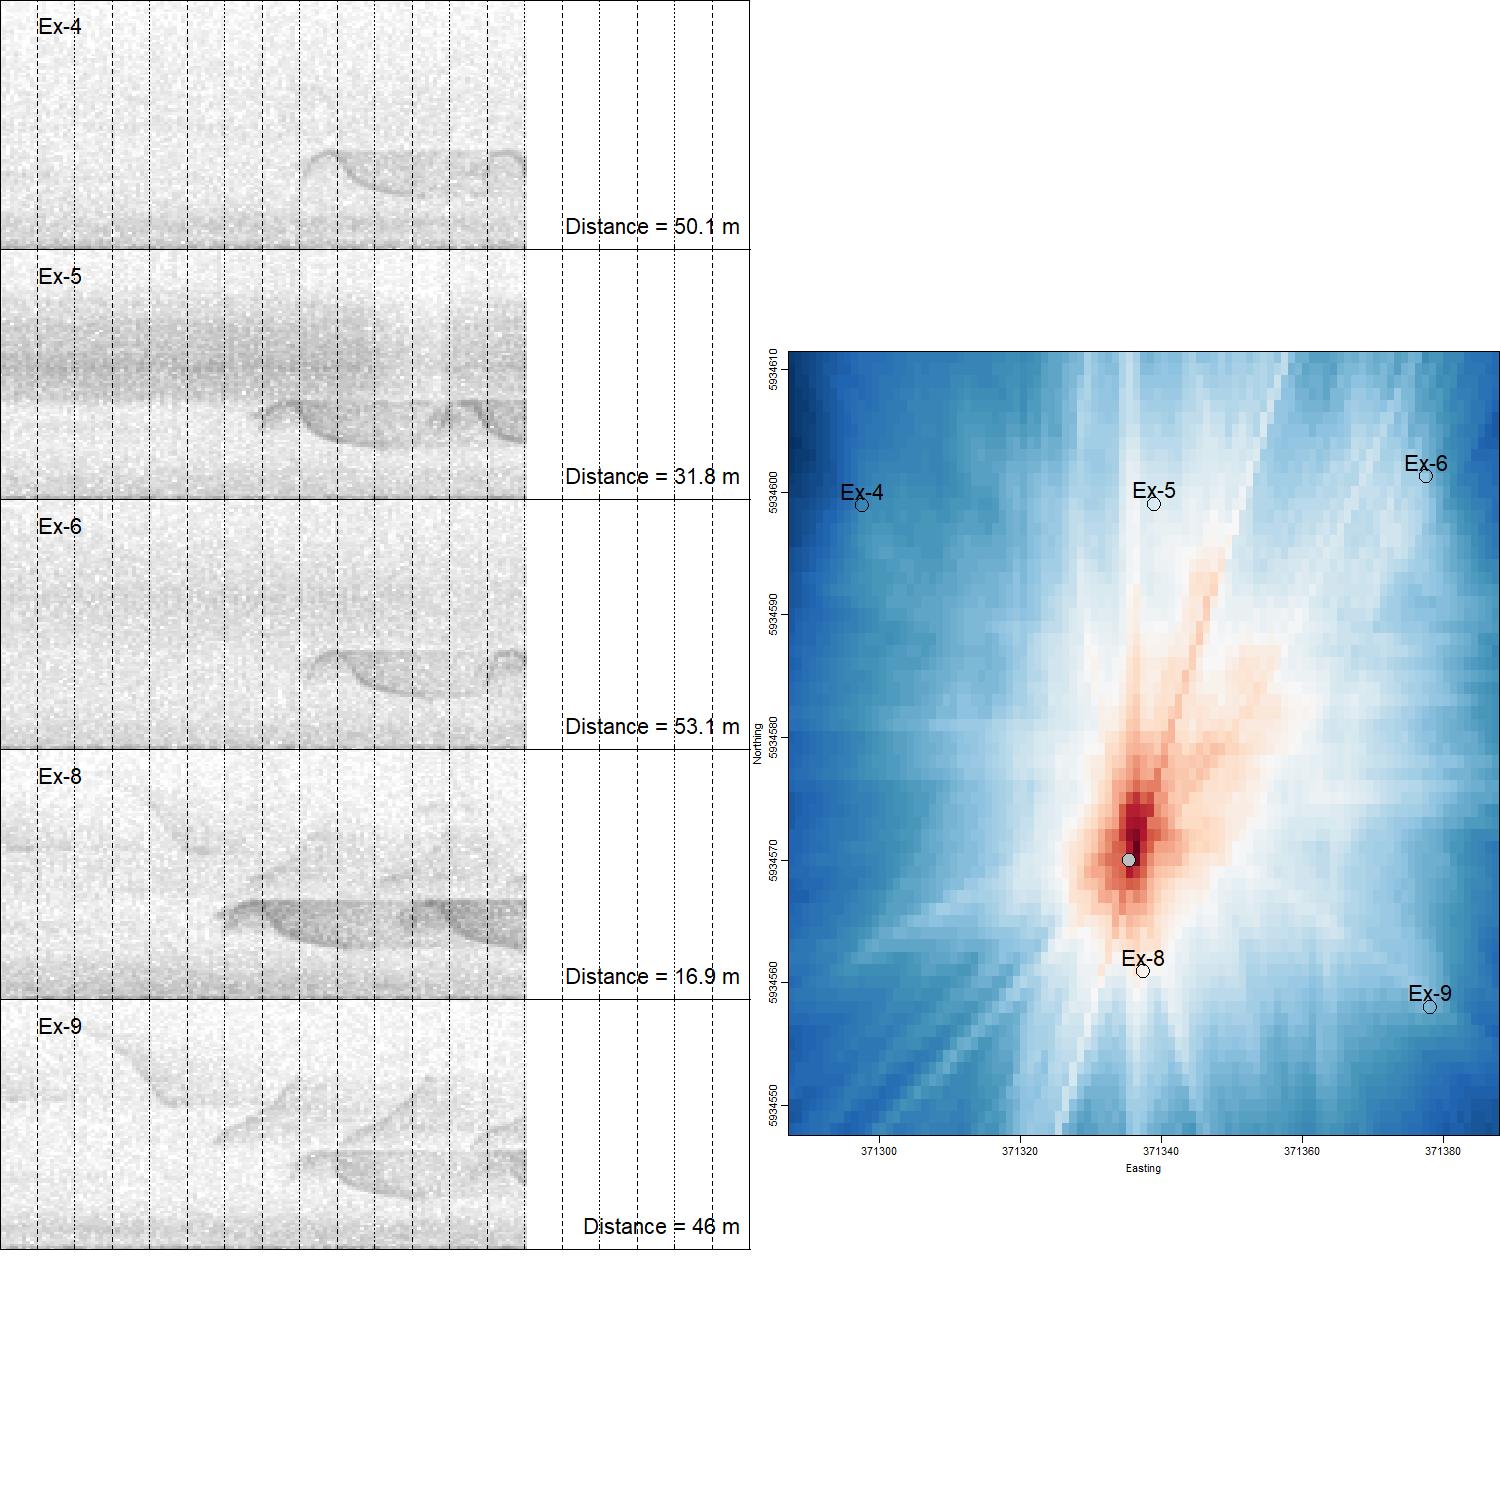 Ex-4
Distance = 50.1 m
Ex-5
Distance = 31.8 m
Ex-6
Distance = 53.1 m
Ex-8
Distance = 16.9 m
Ex-9
Distance = 46 m
5934610
5934600
5934590
5934580
5934570
5934560
5934550
Northing
Ex-6
Ex-4
Ex-5
Ex-8
Ex-9
371300 371320 371340 371360 371380
Easting